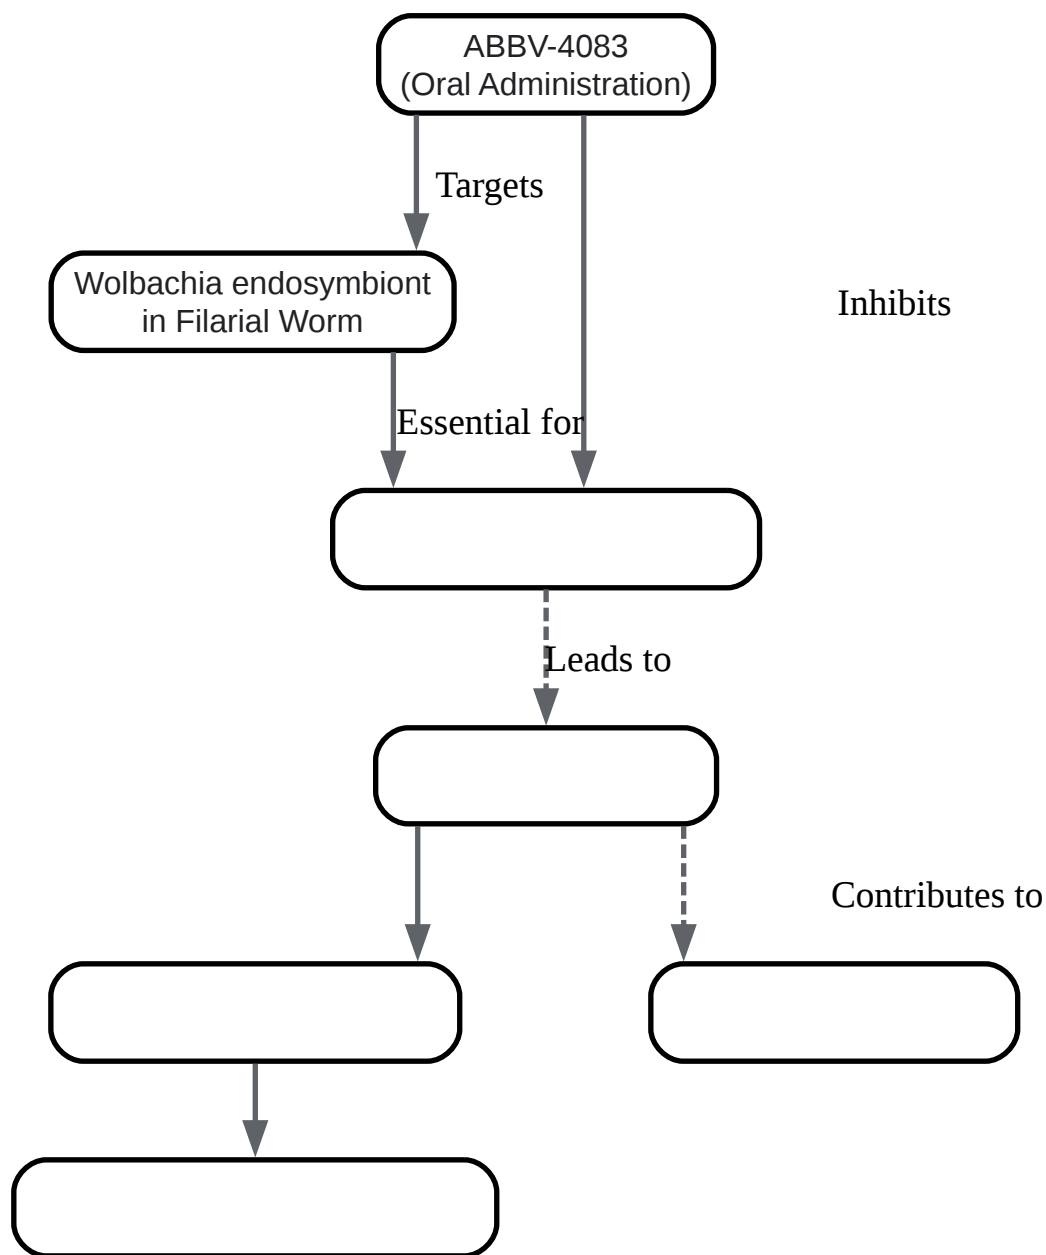 ABBV-4083
(Oral Administration)
Targets
Wolbachia endosymbiont
in Filarial Worm
Inhibits
Essential for
Leads to
Contributes to